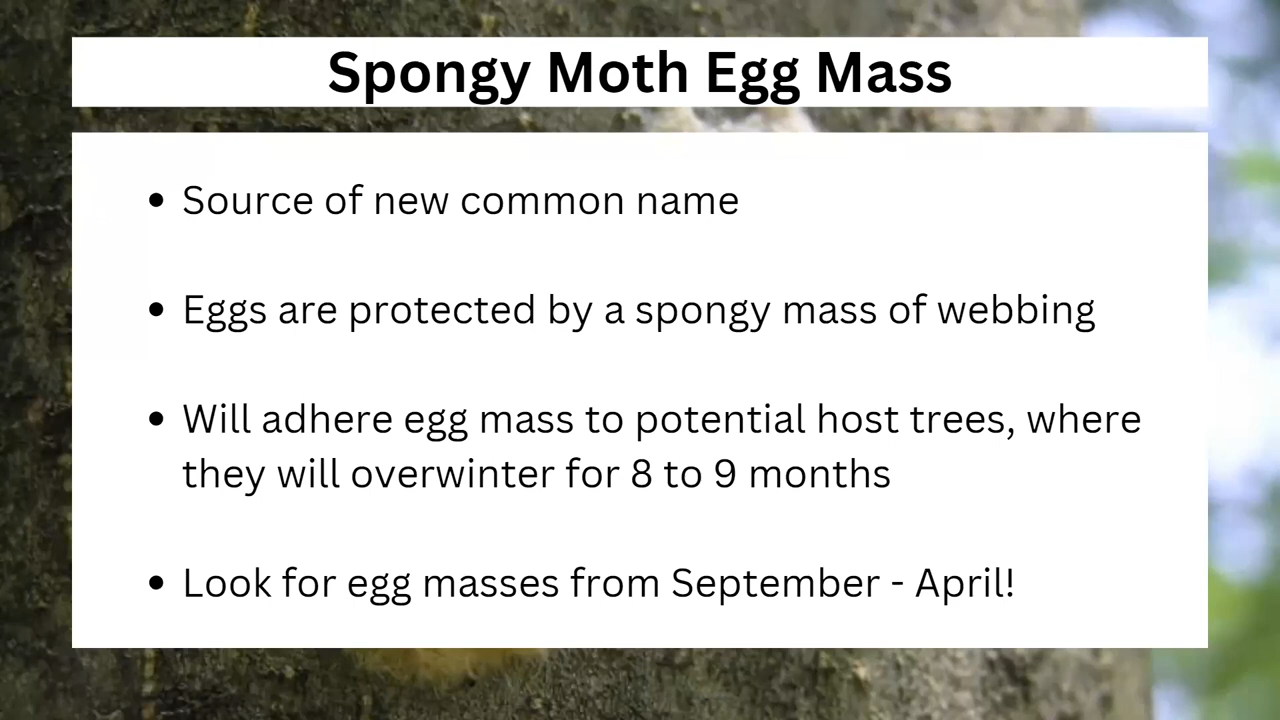 Spongy Moth Egg Mass
• Source of new common name
• Eggs are protected by a spongy mass of webbing
• Will adhere egg mass to potential host trees, where
they will overwinter for 8 to 9 months
• Look for egg masses from September - April!